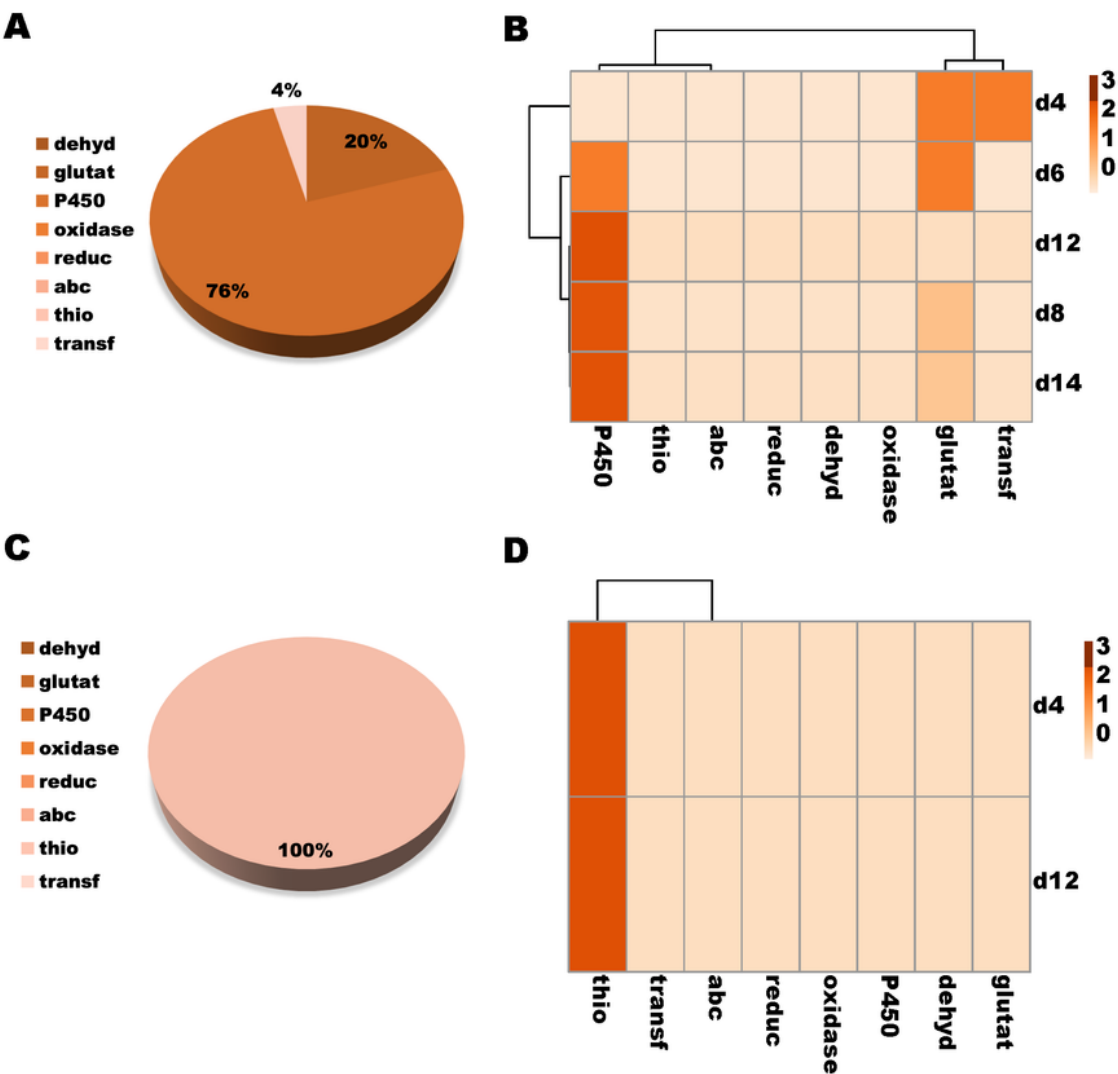 A
dehyd
glutat
P450
oxidase
reduc
abc
thio
transf
4%
20%
76%
B
d4
d6
d12
d8
d14
P450
thio
abc
reduc
dehyd
oxidase
glutat
transf
3
2
1
0
C
dehyd
glutat
P450
oxidase
reduc
abc
thio
transf
100%
D
d4
d12
thio
transf
abc
reduc
oxidase
P450
dehyd
glutat
3
2
1
0